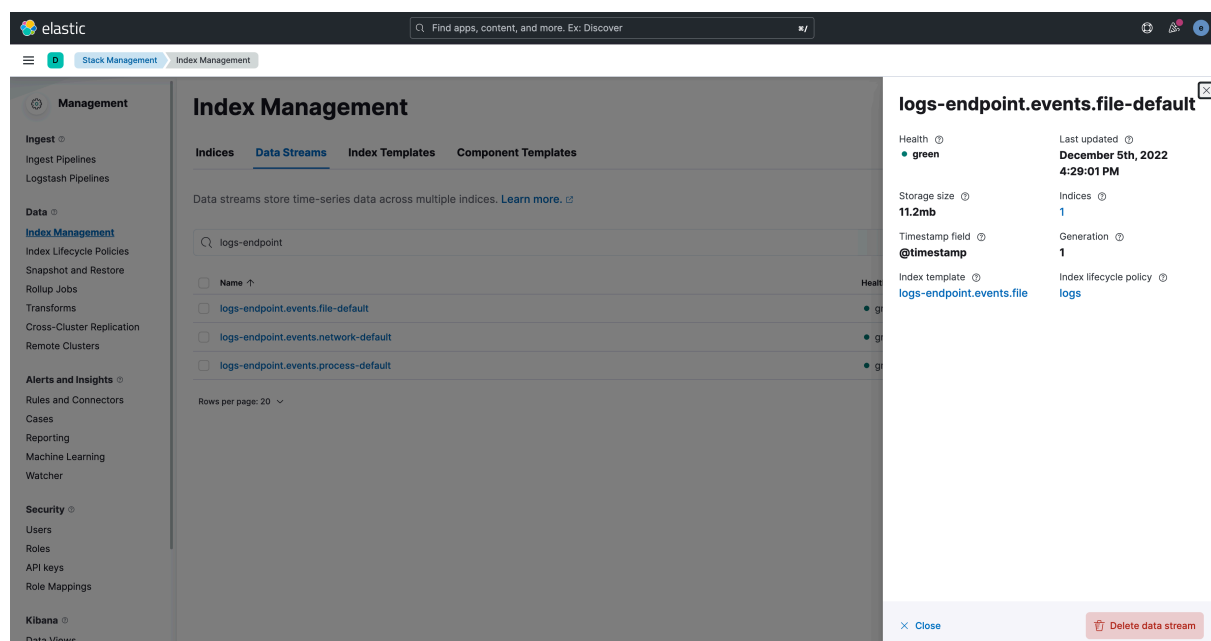 elastic
Find apps, content, and more. Ex: Discover
⌘/
e
D
Stack Management
Index Management
Management
Ingest
Ingest Pipelines
Logstash Pipelines
Data
Index Management
Index Lifecycle Policies
Snapshot and Restore
Rollup Jobs
Transforms
Cross-Cluster Replication
Remote Clusters
Alerts and Insights
Rules and Connectors
Cases
Reporting
Machine Learning
Watcher
Security
Users
Roles
API keys
Role Mappings
Kibana
Data Views
Index Management
Indices Data Streams Index Templates Component Templates
Data streams store time-series data across multiple indices. Learn more.
logs-endpoint
Name ↑ Healt
logs-endpoint.events.file-default gr
logs-endpoint.events.network-default gr
logs-endpoint.events.process-default gr
Rows per page: 20
logs-endpoint.events.file-default
Health
green
Last updated
December 5th, 2022
4:29:01 PM
Storage size
11.2mb
Indices
1
Timestamp field
@timestamp
Generation
1
Index template
logs-endpoint.events.file
Index lifecycle policy
logs
Close
Delete data stream